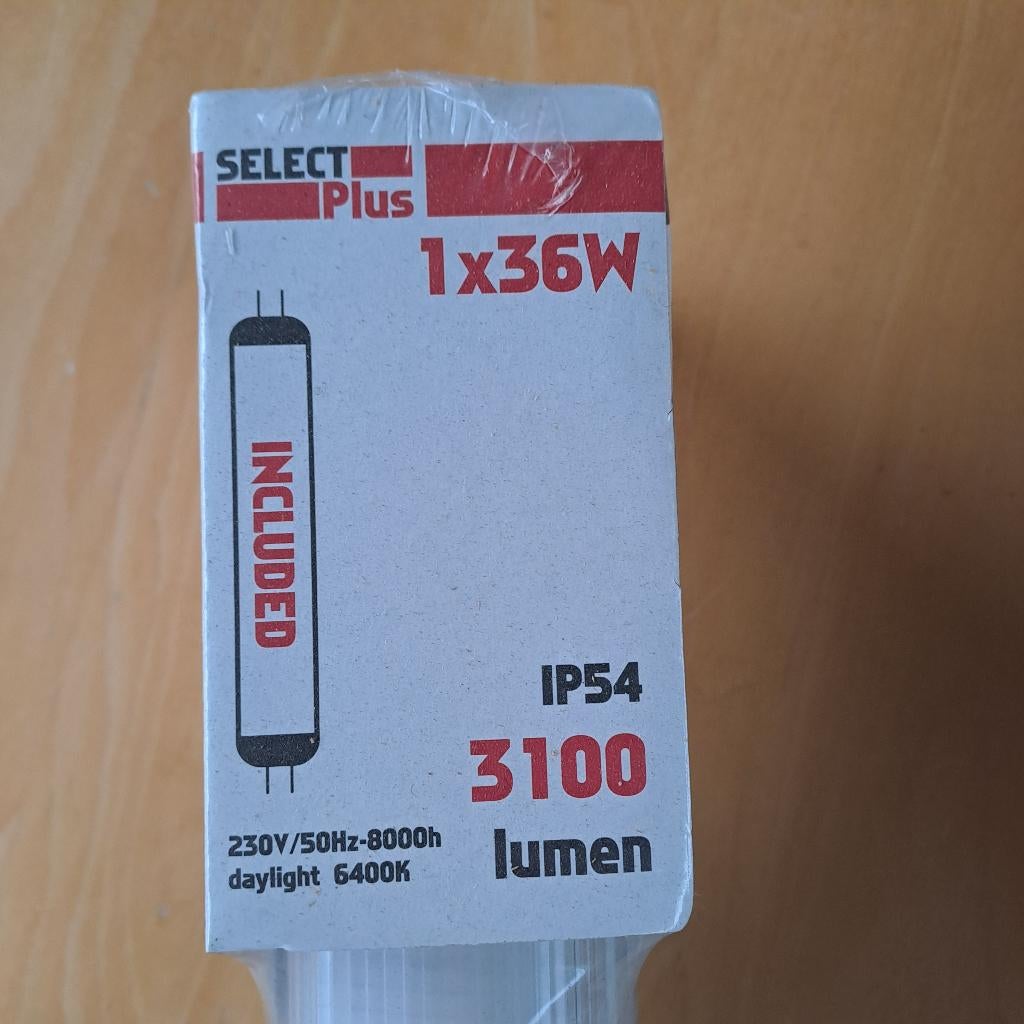 SELECT
Plus
1x36W
INCLUDED
IP54
3100
lumen
230V/50Hz-8000h
daylight 6400K